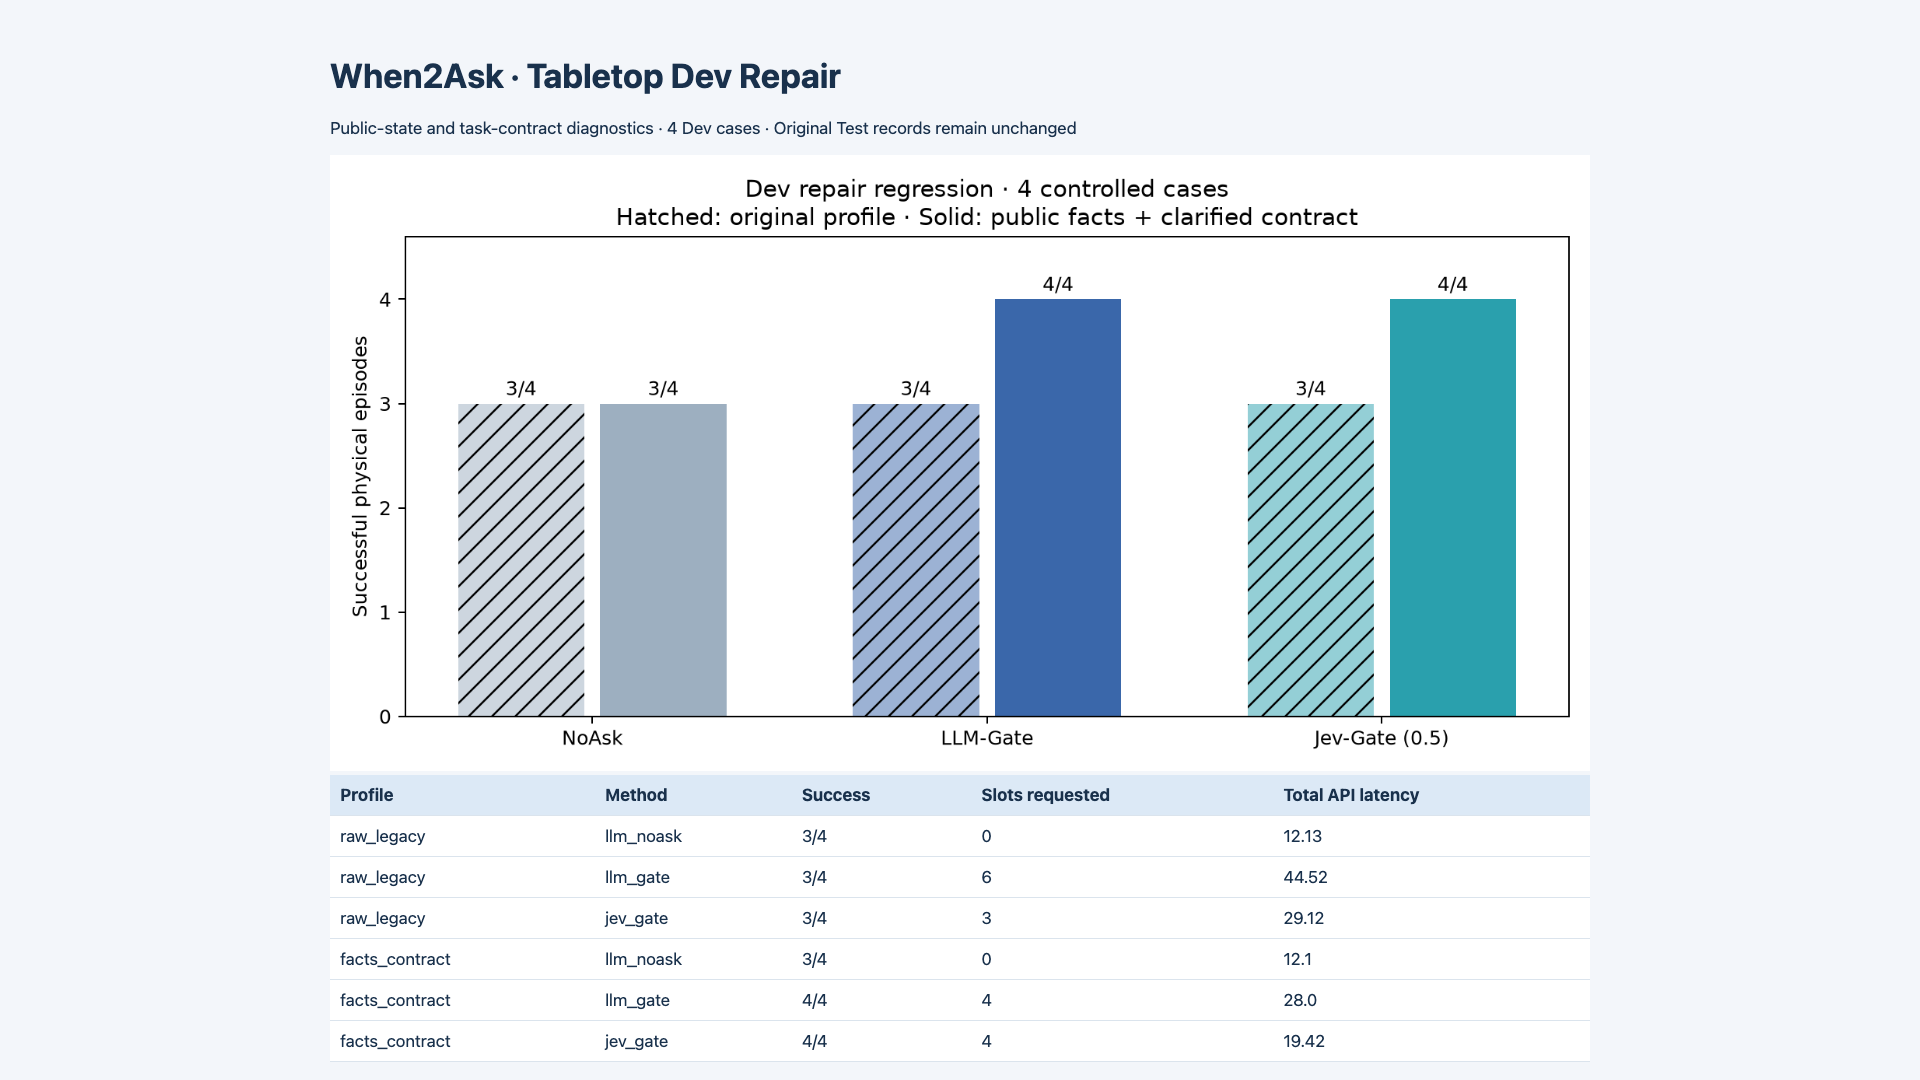 When2Ask · Tabletop Dev Repair
Public-state and task-contract diagnostics · 4 Dev cases · Original Test records remain unchanged
Dev repair regression · 4 controlled cases
Hatched: original profile · Solid: public facts + clarified contract
Successful physical episodes
4
3
2
1
0
3/4
3/4
3/4
4/4
3/4
4/4
NoAsk
LLM-Gate
Jev-Gate (0.5)
Profile Method Success Slots requested Total API latency
raw_legacy llm_noask 3/4 0 12.13
raw_legacy llm_gate 3/4 6 44.52
raw_legacy jev_gate 3/4 3 29.12
facts_contract llm_noask 3/4 0 12.1
facts_contract llm_gate 4/4 4 28.0
facts_contract jev_gate 4/4 4 19.42